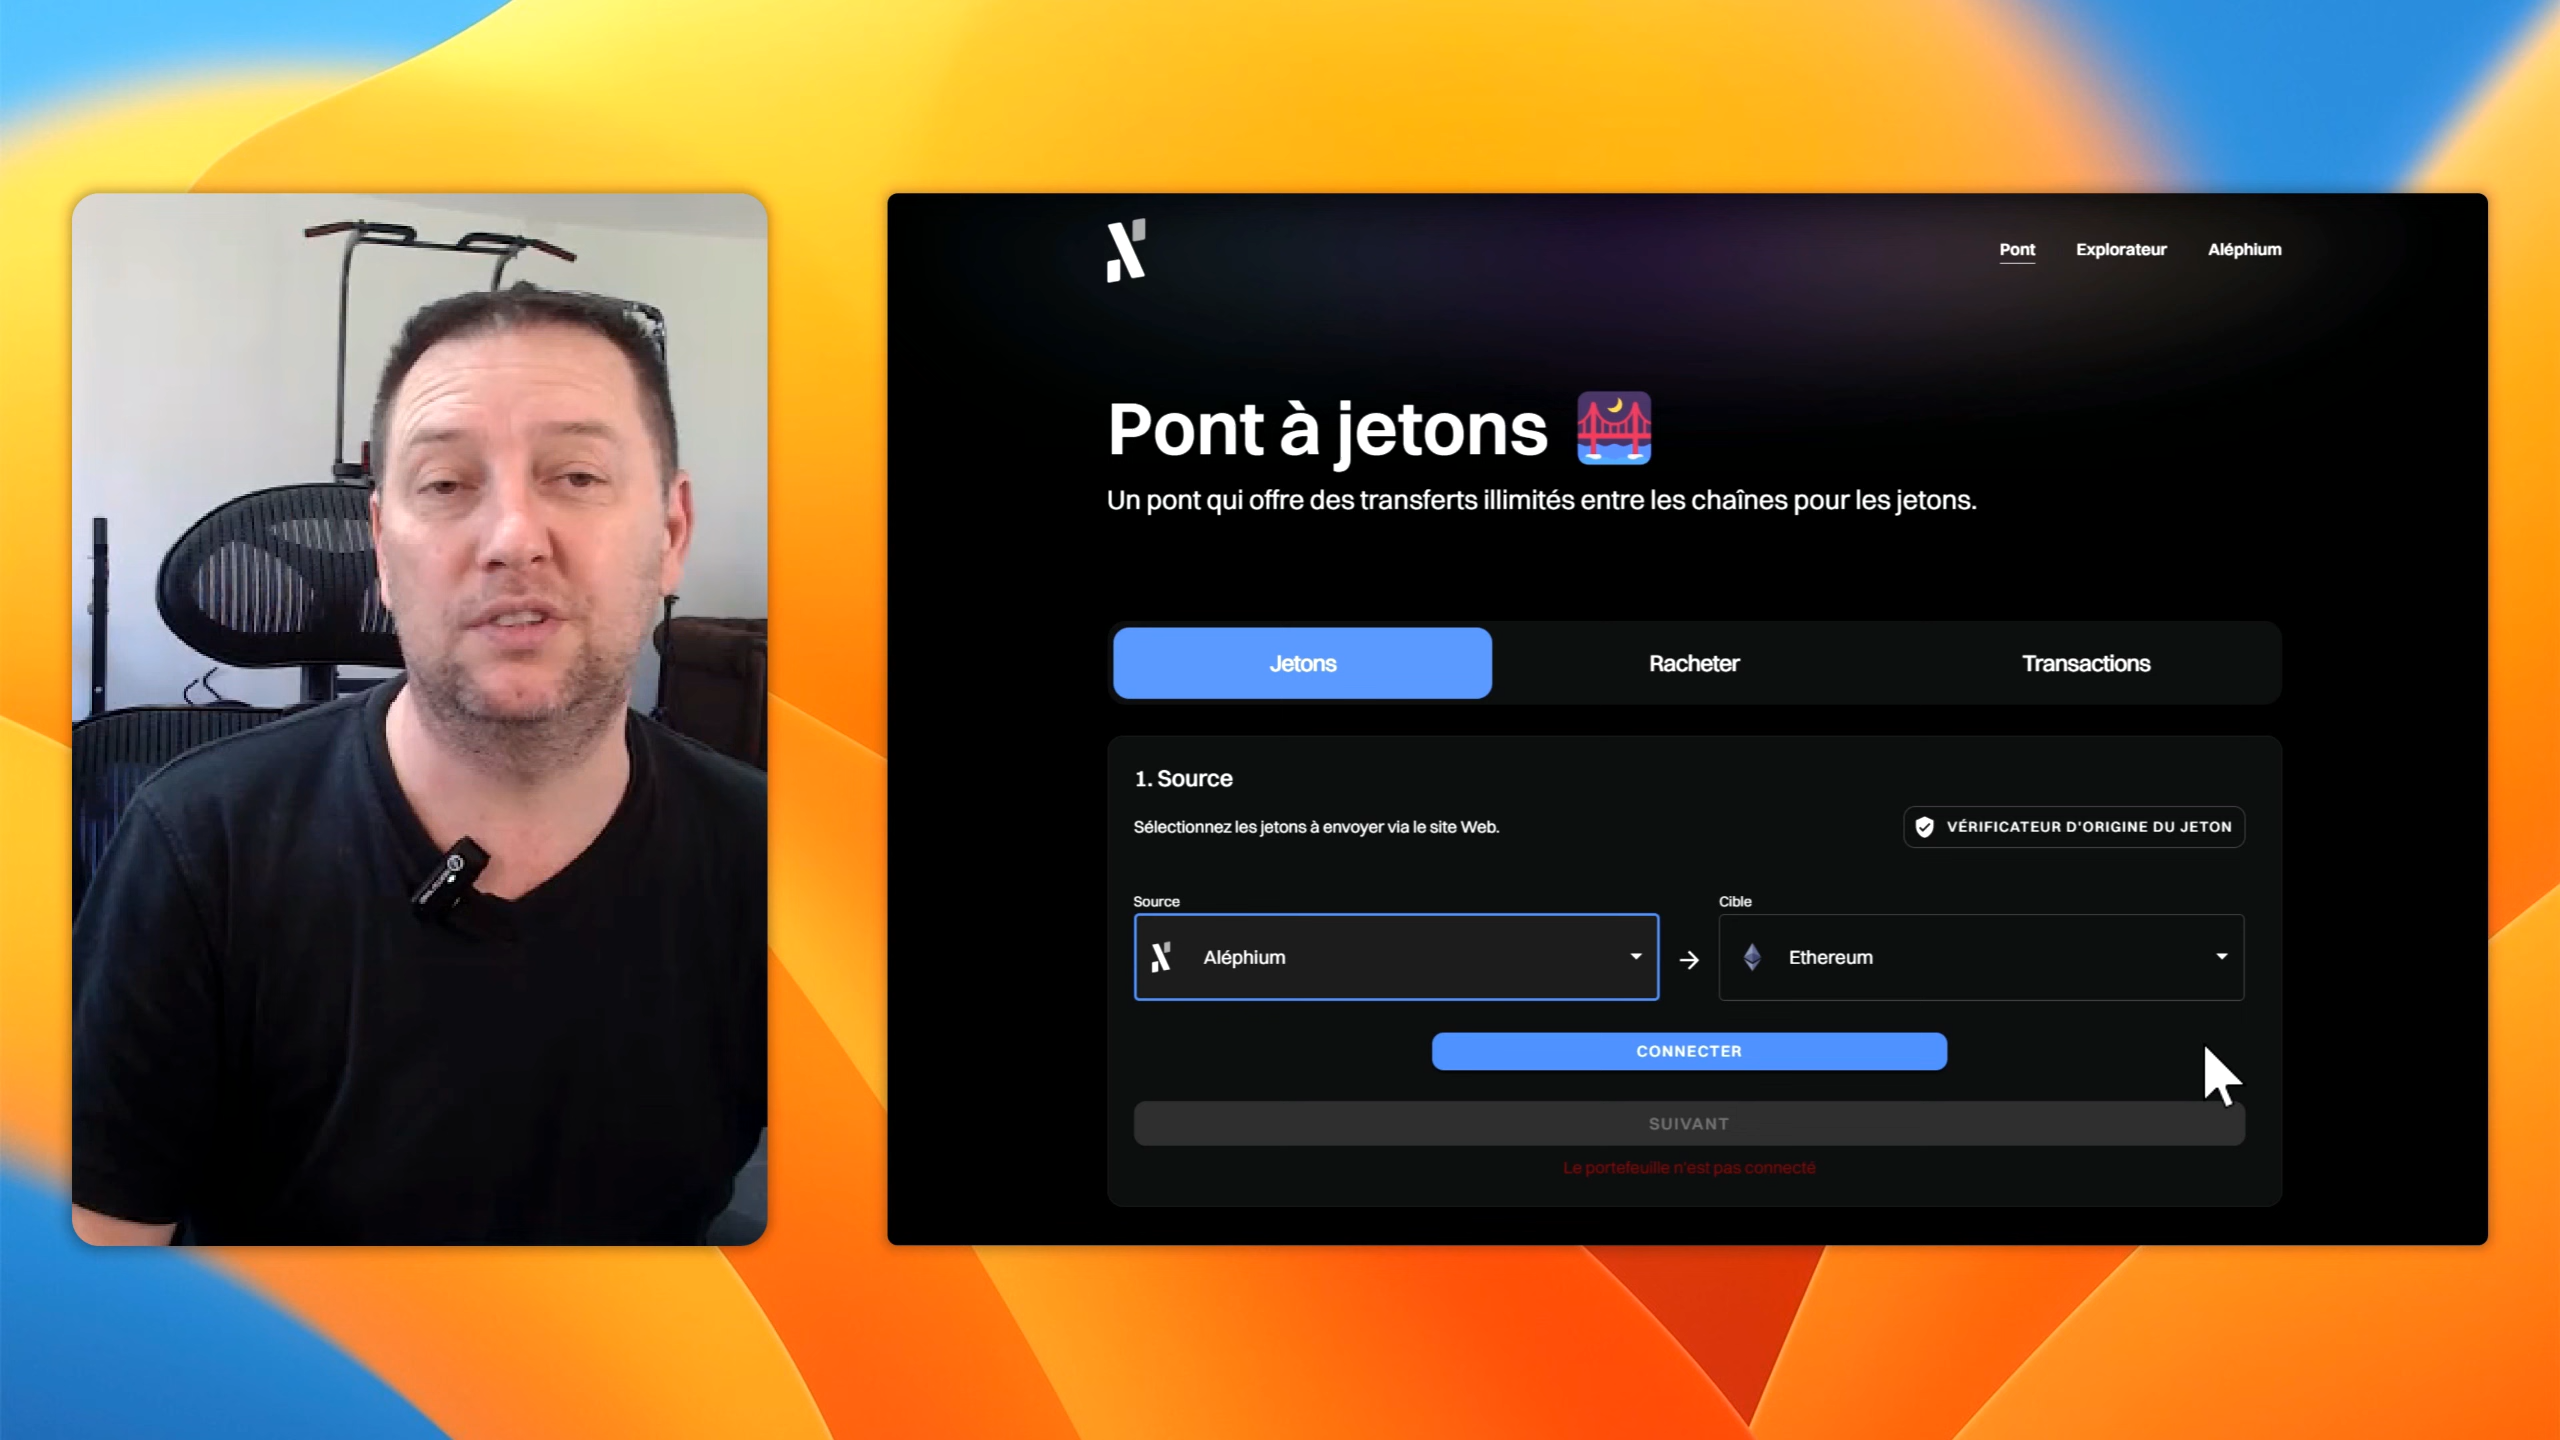 Pont Explorateur Aléphium
Pont à jetons
Un pont qui offre des transferts illimités entre les chaînes pour les jetons.
Jetons Racheter Transactions
1. Source
Sélectionnez les jetons à envoyer via le site Web.
VÉRIFICATEUR D'ORIGINE DU JETON
Source Cible
Aléphium Ethereum
CONNECTER
SUIVANT
Le portefeuille n'est pas connecté